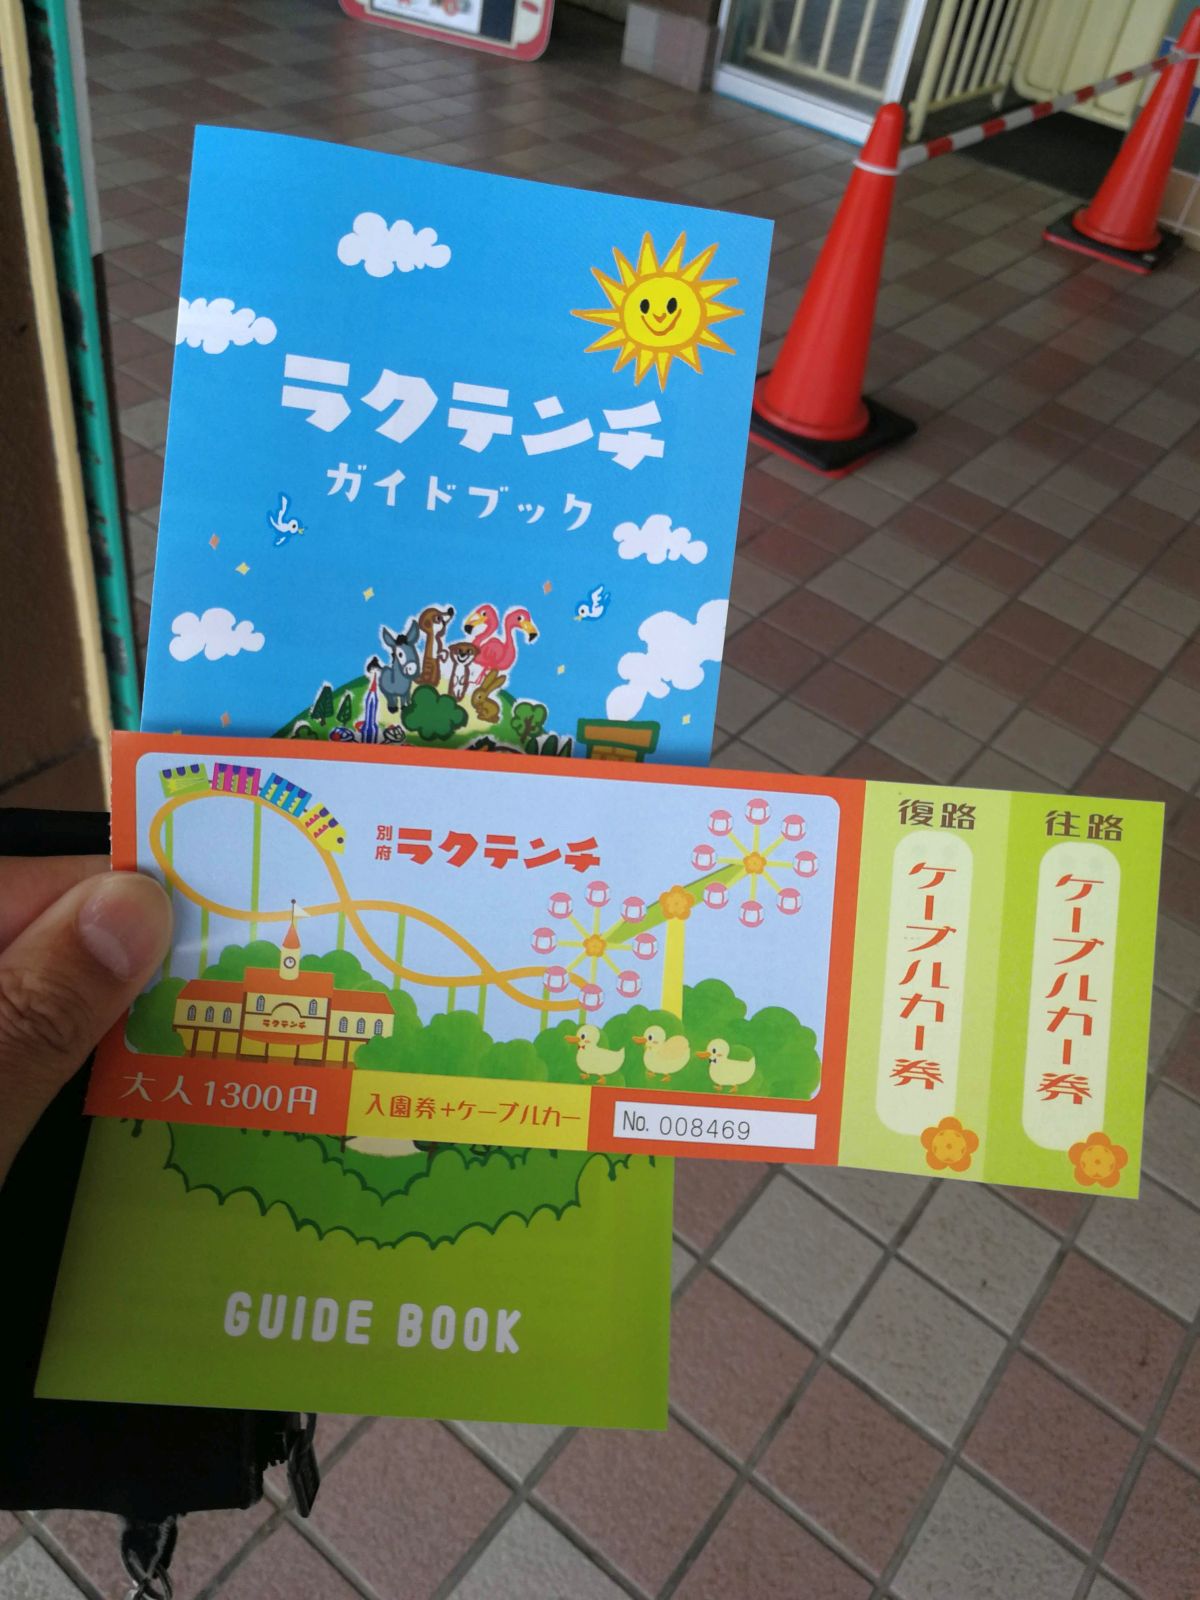 ラクテンチ
ガイドブック
別府
ラクテンチ
ラクテンチ
大人1300円
入園券+ケーブルカー
No. 008469
復路
ケーブルカー券
往路
ケーブルカー券
GUIDE BOOK